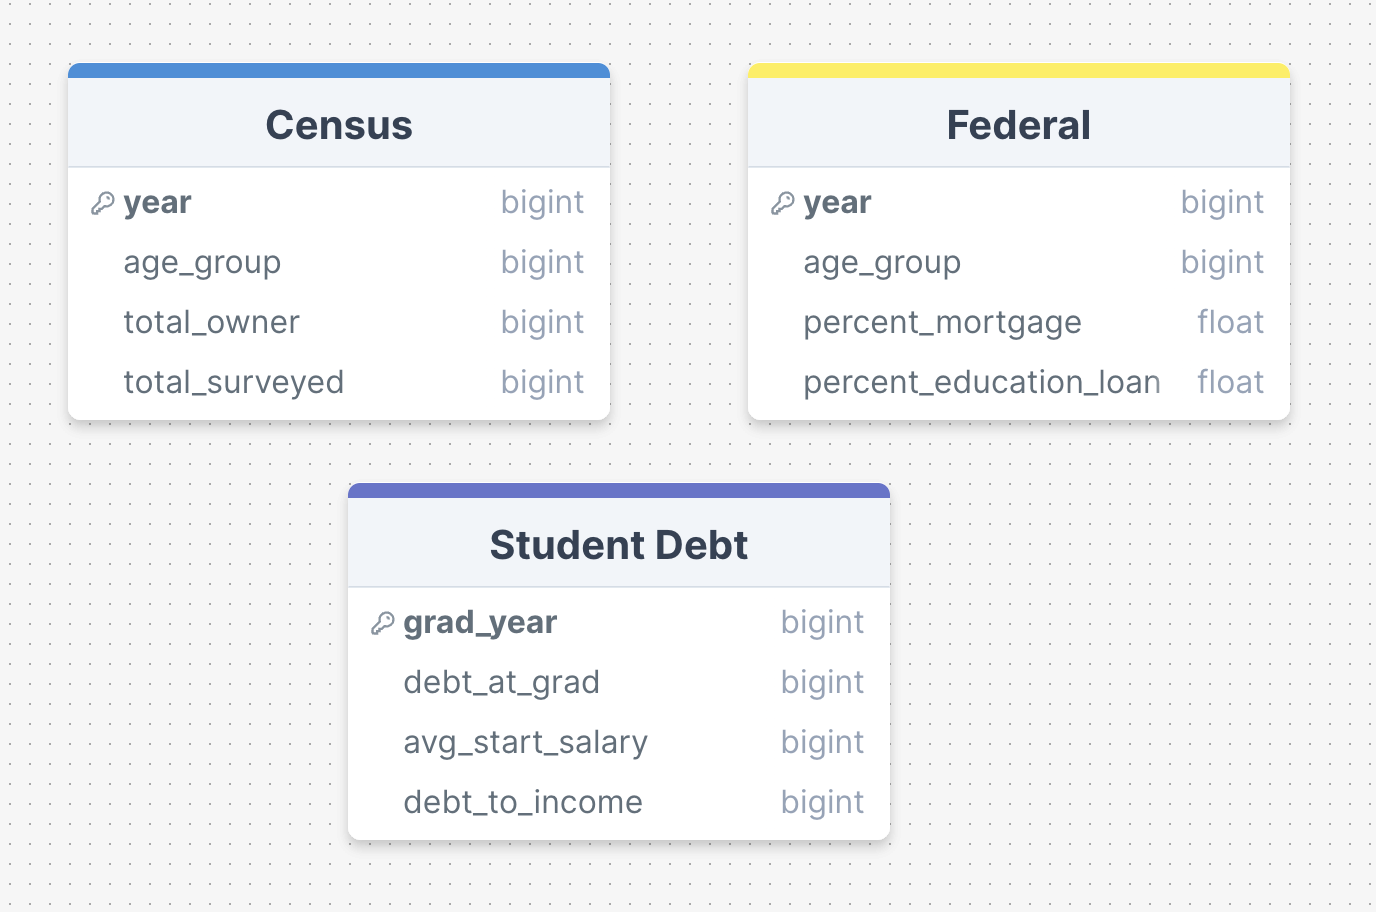 Census
year bigint
age_group bigint
total_owner bigint
total_surveyed bigint
Federal
year bigint
age_group bigint
percent_mortgage float
percent_education_loan float
Student Debt
grad_year bigint
debt_at_grad bigint
avg_start_salary bigint
debt_to_income bigint